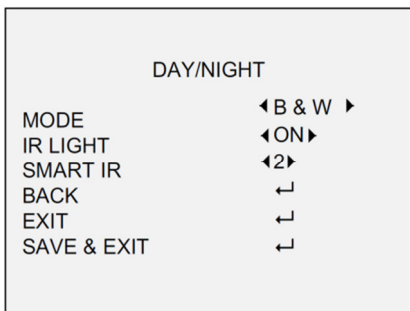 DAY/NIGHT
MODE ◀ B & W ▶
IR LIGHT ◀ON▶
SMART IR ◀2▶
BACK ↵
EXIT ↵
SAVE & EXIT ↵